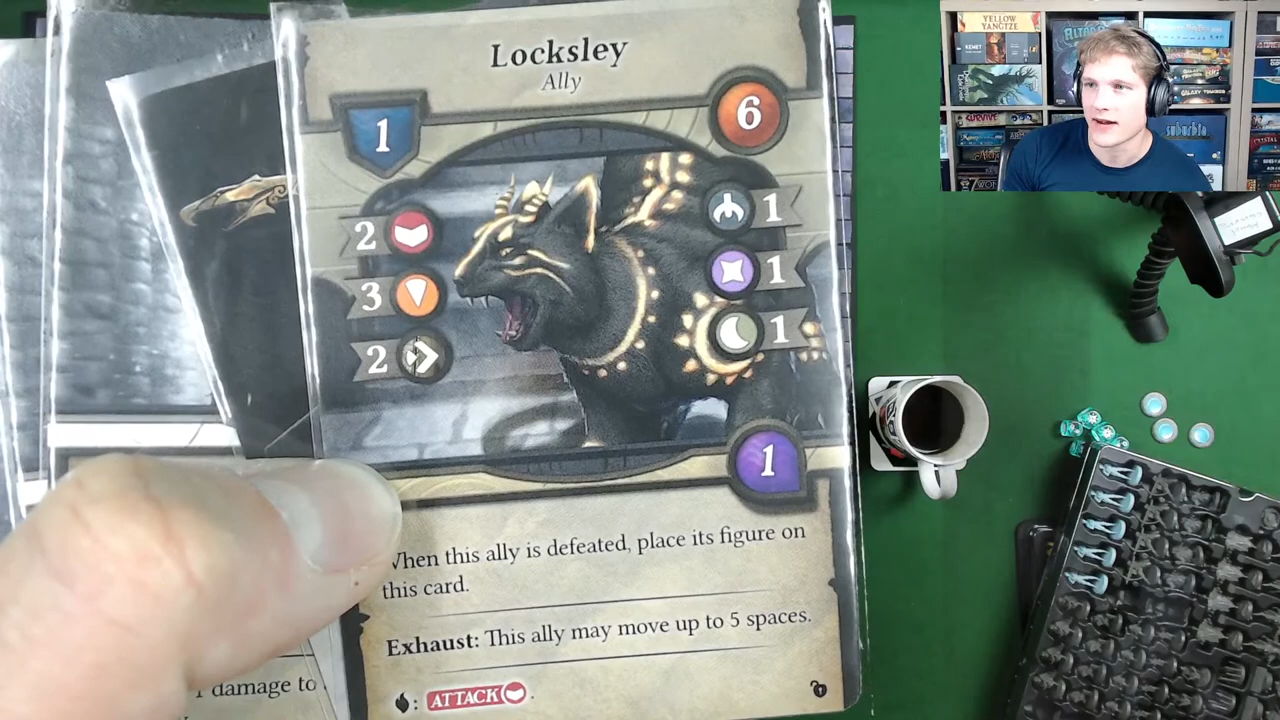 Locksley
Ally
1
6
2
1
3
1
2
1
1
When this ally is defeated, place its figure on
this card.
Exhaust: This ally may move up to 5 spaces.
: ATTACK .
damage to
YELLOW
YANGTZE
KEMET
SURVIVE
suburbia